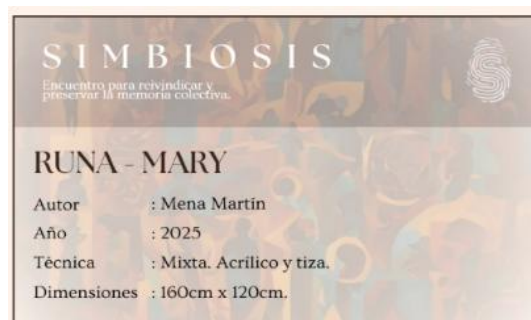 SIMBIOSIS
Encuentro para reivindicar y
preservar la memoria colectiva.
RUNA - MARY
Autor : Mena Martín
Año : 2025
Técnica : Mixta. Acrílico y tiza.
Dimensiones : 160cm x 120cm.